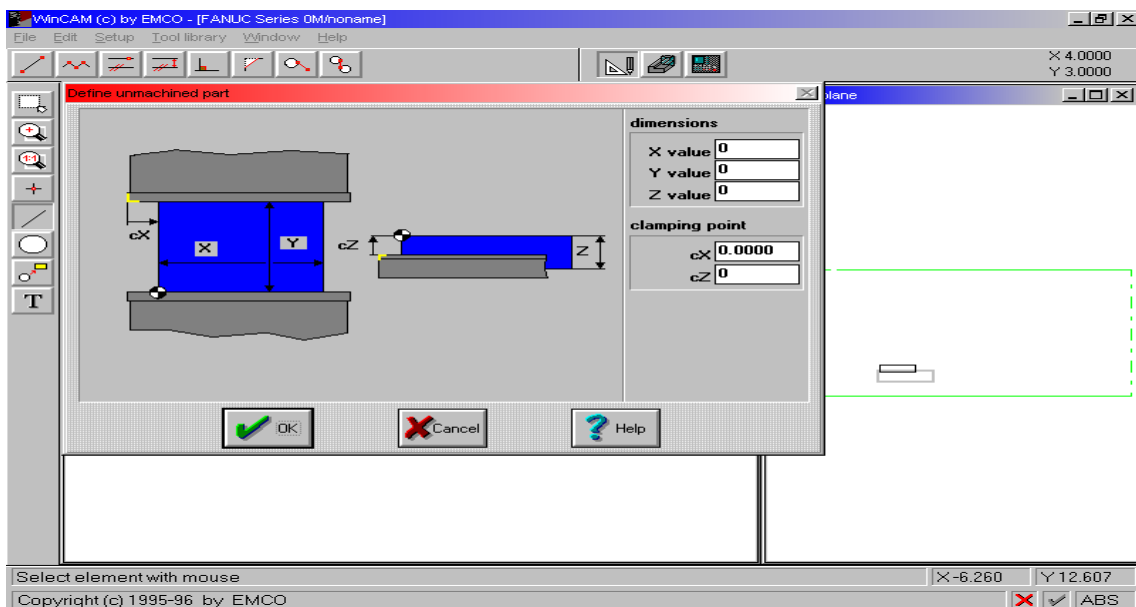 WinCAM (c) by EMCO - [FANUC Series 0M/noname]
File Edit Setup Tool library Window Help
X 4.0000
Y 3.0000
Define unmachined part
plane
1:1
T
cX
X
Y
cZ
Z
dimensions
X value 0
Y value 0
Z value 0
clamping point
cX 0.0000
cZ 0
OK
Cancel
? Help
Select element with mouse
X-6.260
Y 12.607
Copyright (c) 1995-96 by EMCO
ABS